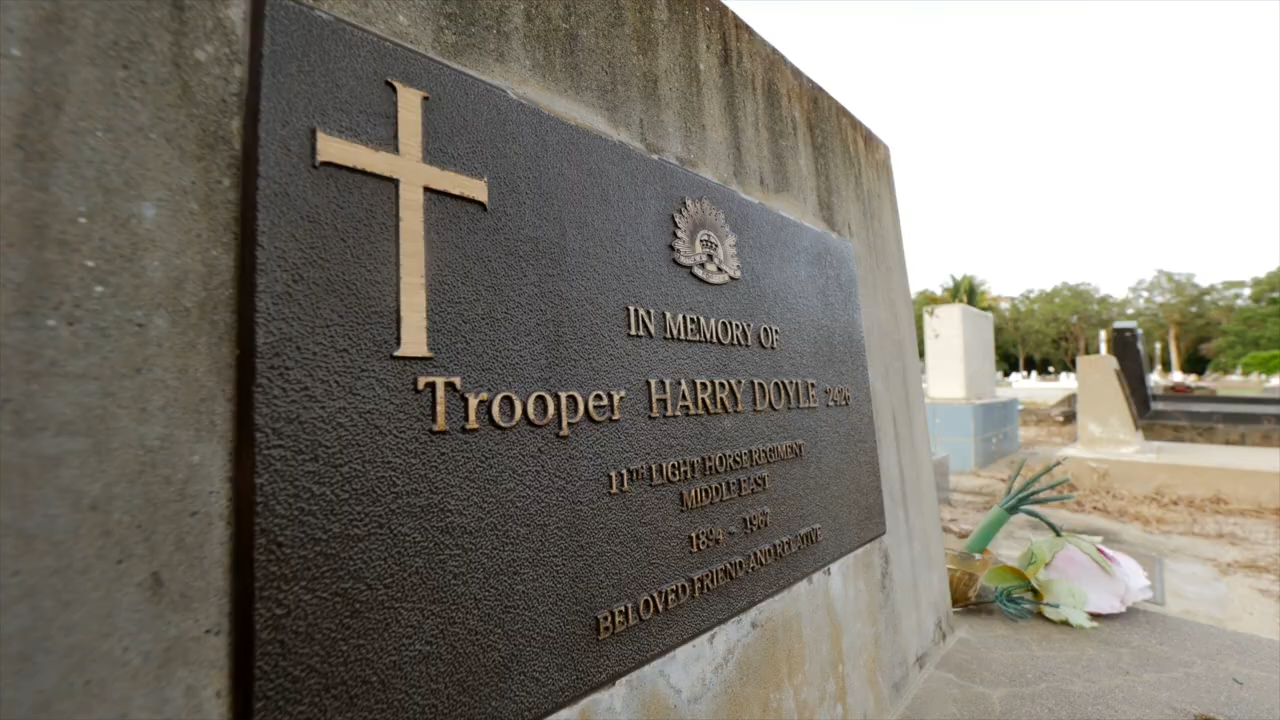 IN MEMORY OF
Trooper HARRY DOYLE 2426
11TH LIGHT HORSE REGIMENT
MIDDLE EAST
1894 - 1967
BELOVED FRIEND AND RELATIVE